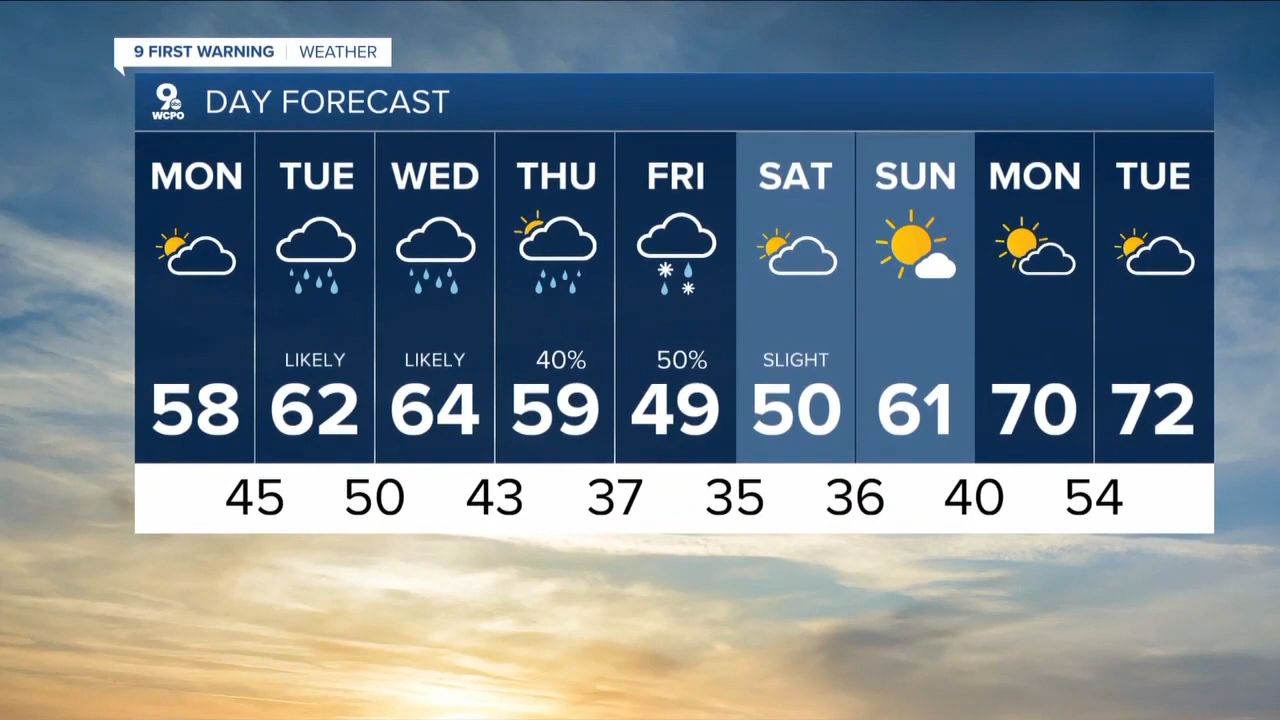 9 FIRST WARNING | WEATHER
9 abc WCPO DAY FORECAST
MON TUE WED THU FRI SAT SUN MON TUE
LIKELY LIKELY 40% 50% SLIGHT
58 62 64 59 49 50 61 70 72
45 50 43 37 35 36 40 54